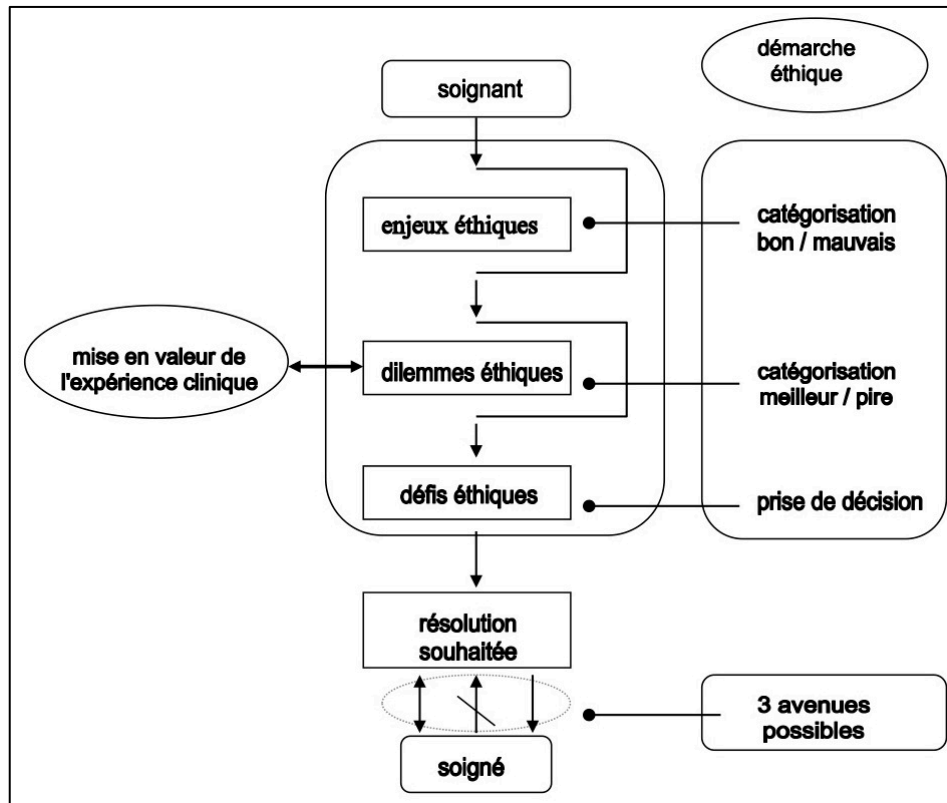 démarche
éthique
soignant
enjeux éthiques
catégorisation
bon / mauvais
mise en valeur de
l'expérience clinique
dilemmes éthiques
catégorisation
meilleur / pire
défis éthiques
prise de décision
résolution
souhaitée
3 avenues
possibles
soigné